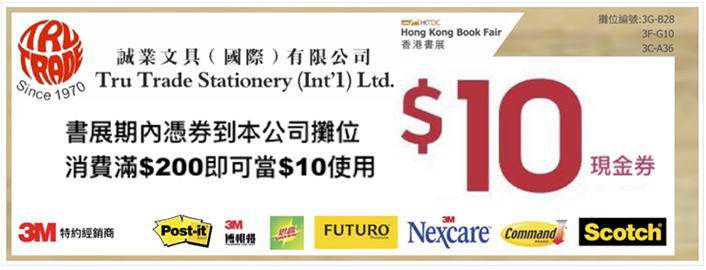 TRU TRADE
Since 1970
誠業文具(國際)有限公司
Tru Trade Stationery (Int'l) Ltd.
HKTDC
Hong Kong Book Fair
香港書展
攤位編號:3G-B28
3F-G10
3C-A36
書展期內憑券到本公司攤位
消費滿$200即可當$10使用
$10
現金券
3M 特約經銷商
Post-it
3M
FUTURO
3M
Nexcare
Command
BRAND
Scotch